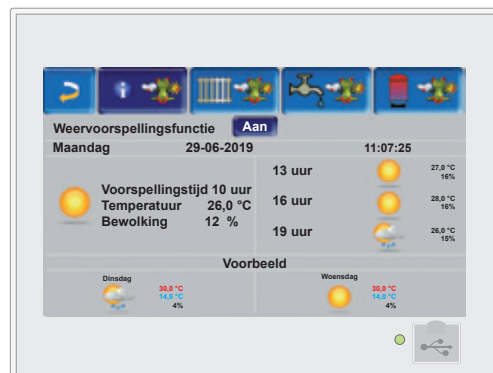 i
Weervoorspellingsfunctie Aan
Maandag 29-06-2019 11:07:25
Voorspellingstijd 10 uur
Temperatuur 26,0 °C
Bewolking 12 %
13 uur 27,0 °C 16%
16 uur 28,0 °C 16%
19 uur 26,0 °C 15%
Voorbeeld
Dinsdag
30,0 °C
14,0 °C
4%
Woensdag
30,0 °C
14,0 °C
4%